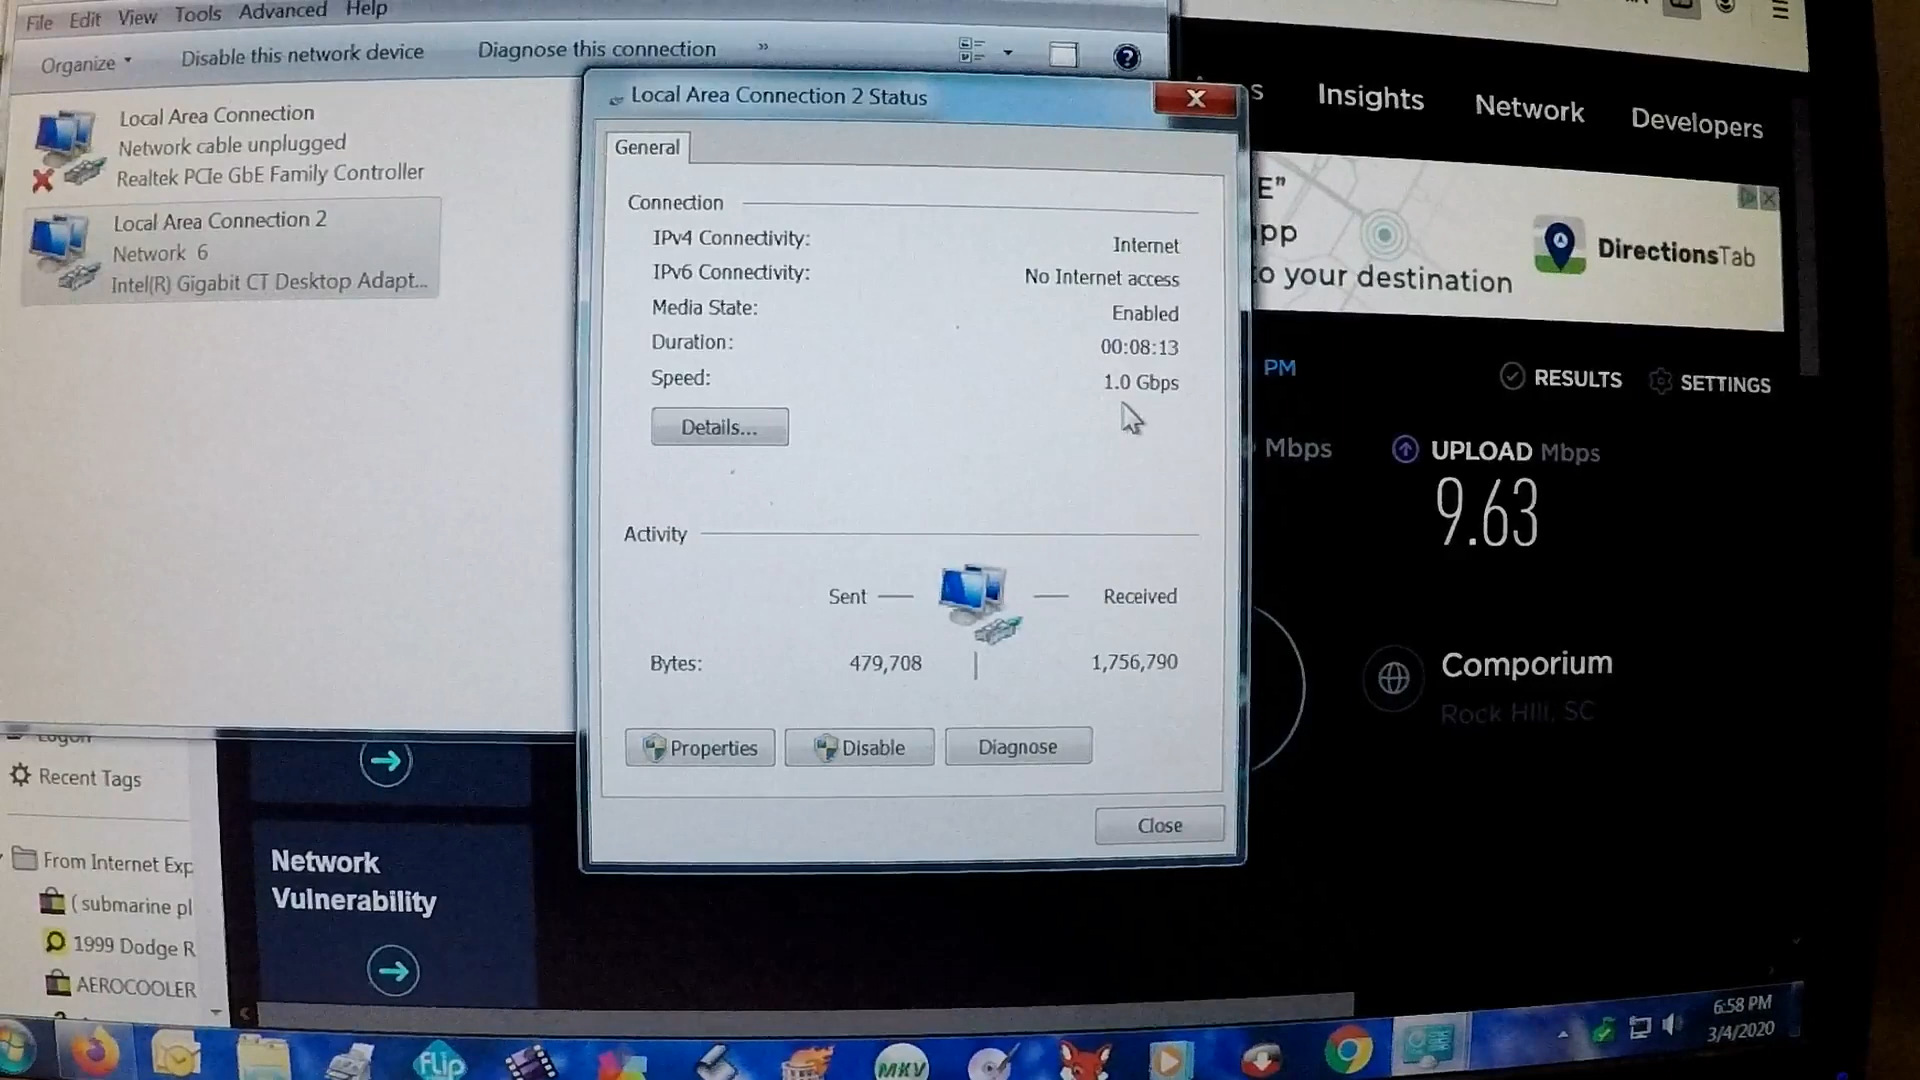 File Edit View Tools Advanced Help
Organize Disable this network device Diagnose this connection »
Local Area Connection
Network cable unplugged
Realtek PCIe GbE Family Controller
Local Area Connection 2
Network 6
Intel(R) Gigabit CT Desktop Adapt...
Local Area Connection 2 Status
General
Connection
IPv4 Connectivity: Internet
IPv6 Connectivity: No Internet access
Media State: Enabled
Duration: 00:08:13
Speed: 1.0 Gbps
Details...
Activity
Sent Received
Bytes: 479,708 1,756,790
Properties Disable Diagnose
Close
s Insights Network Developers
E”
pp
to your destination
DirectionsTab
PM
RESULTS SETTINGS
Mbps
UPLOAD Mbps
9.63
Comporium
Rock Hill, SC
Logon
Recent Tags
From Internet Exp
( submarine pl
1999 Dodge R
AEROCOOLER
Network
Vulnerability
flip
MKV
6:58 PM
3/4/2020